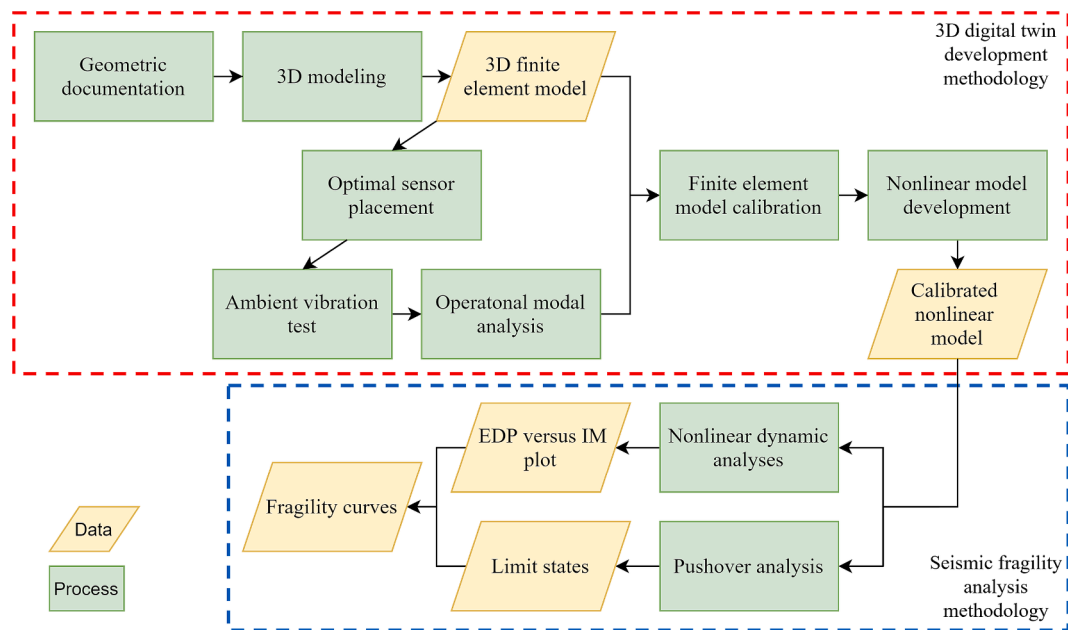 3D digital twin
development
methodology
Geometric
documentation
3D modeling
3D finite
element model
Optimal sensor
placement
Finite element
model calibration
Nonlinear model
development
Ambient vibration
test
Operatonal modal
analysis
Calibrated
nonlinear
model
EDP versus IM
plot
Nonlinear dynamic
analyses
Fragility curves
Limit states
Pushover analysis
Data
Process
Seismic fragility
analysis
methodology